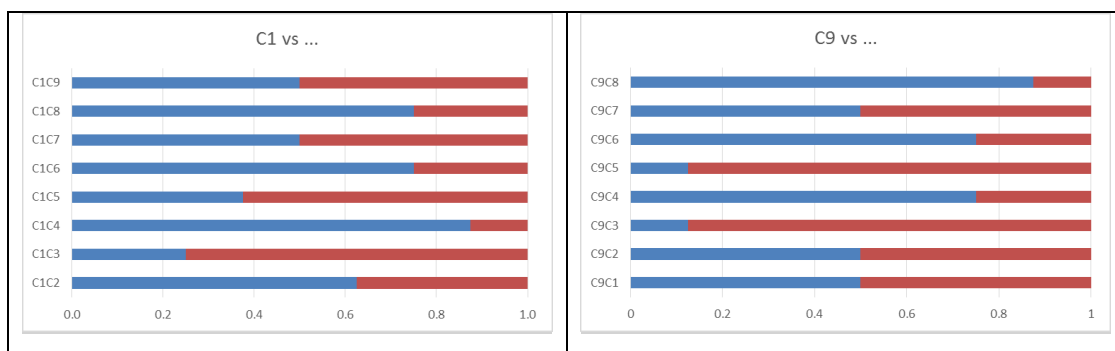 C1 vs ...
C1C9
C1C8
C1C7
C1C6
C1C5
C1C4
C1C3
C1C2
0.0 0.2 0.4 0.6 0.8 1.0
C9 vs ...
C9C8
C9C7
C9C6
C9C5
C9C4
C9C3
C9C2
C9C1
0 0.2 0.4 0.6 0.8 1